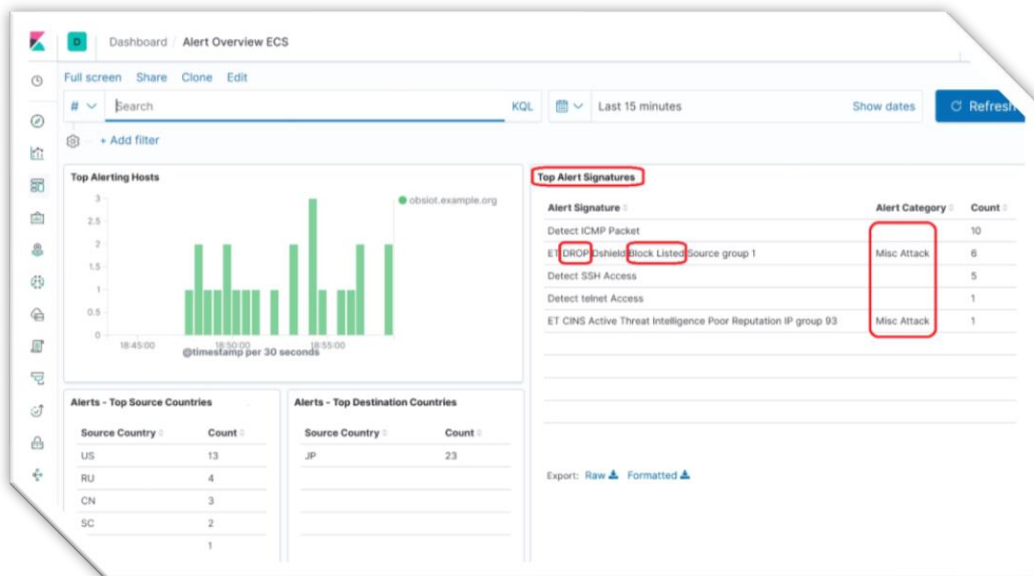 D Dashboard / Alert Overview ECS
Full screen Share Clone Edit
# Search KQL Last 15 minutes Show dates Refresh
+ Add filter
Top Alerting Hosts
3
2.5
2
1.5
1
0.5
0
18:45:00 18:50:00 18:55:00
@timestamp per 30 seconds
obsiot.example.org
Top Alert Signatures
Alert Signature Alert Category Count
Detect ICMP Packet 10
ET DROP Dshield Block Listed Source group 1 Misc Attack 6
Detect SSH Access 5
Detect telnet Access 1
ET CINS Active Threat Intelligence Poor Reputation IP group 93 Misc Attack 1
Export: Raw Formatted
Alerts - Top Source Countries
Source Country Count
US 13
RU 4
CN 3
SC 2
1
Alerts - Top Destination Countries
Source Country Count
JP 23